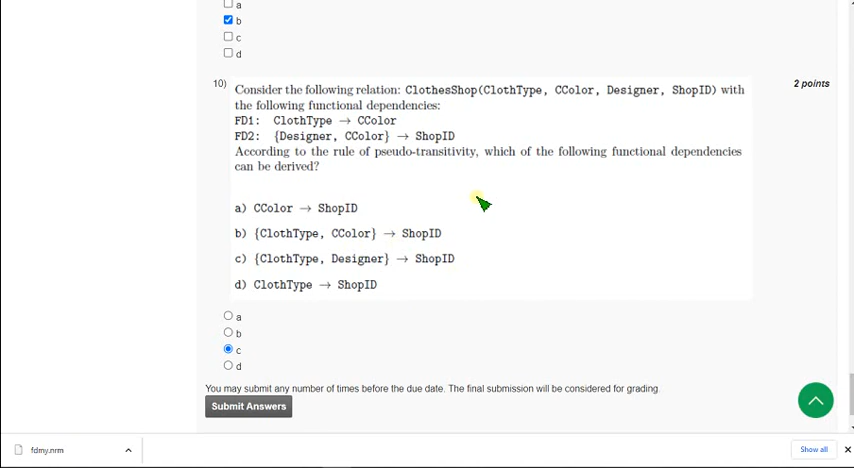 a
b
c
d
10) Consider the following relation: ClothesShop(ClothType, CColor, Designer, ShopID) with 2 points
the following functional dependencies:
FD1: ClothType → CColor
FD2: {Designer, CColor} → ShopID
According to the rule of pseudo-transitivity, which of the following functional dependencies
can be derived?
a) CColor → ShopID
b) {ClothType, CColor} → ShopID
c) {ClothType, Designer} → ShopID
d) ClothType → ShopID
a
b
c
d
You may submit any number of times before the due date. The final submission will be considered for grading.
Submit Answers
fdmy.nrm
Show all